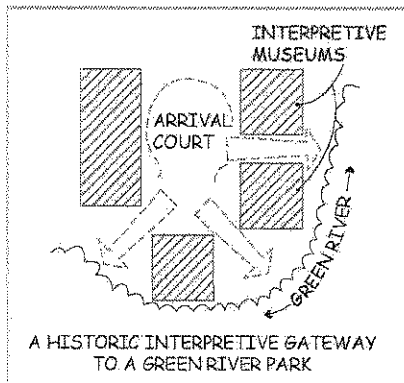 INTERPRETIVE
MUSEUMS
ARRIVAL
COURT
GREEN RIVER
A HISTORIC INTERPRETIVE GATEWAY
TO A GREEN RIVER PARK